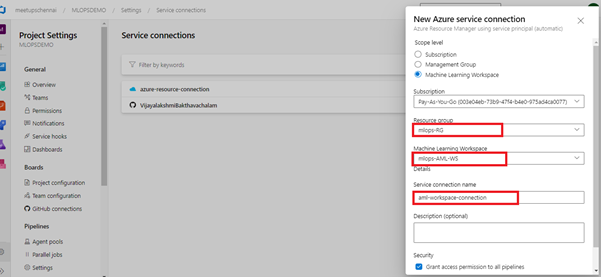 meetupschennai / MLOPSDEMO / Settings / Service connections
Project Settings
MLOPSDEMO
General
Overview
Teams
Permissions
Notifications
Service hooks
Dashboards
Boards
Project configuration
Team configuration
GitHub connections
Pipelines
Agent pools
Parallel jobs
Settings
Service connections
Filter by keywords
azure-resource-connection
VijayalakshmiBakthavachalam
New Azure service connection
Azure Resource Manager using service principal (automatic)
Scope level
Subscription
Management Group
Machine Learning Workspace
Subscription
Pay-As-You-Go (003e04eb-73b9-47f4-b4e0-975ad4ca0077)
Resource group
mlops-RG
Machine Learning Workspace
mlops-AML-WS
Details
Service connection name
aml-workspace-connection
Description (optional)
Security
Grant access permission to all pipelines